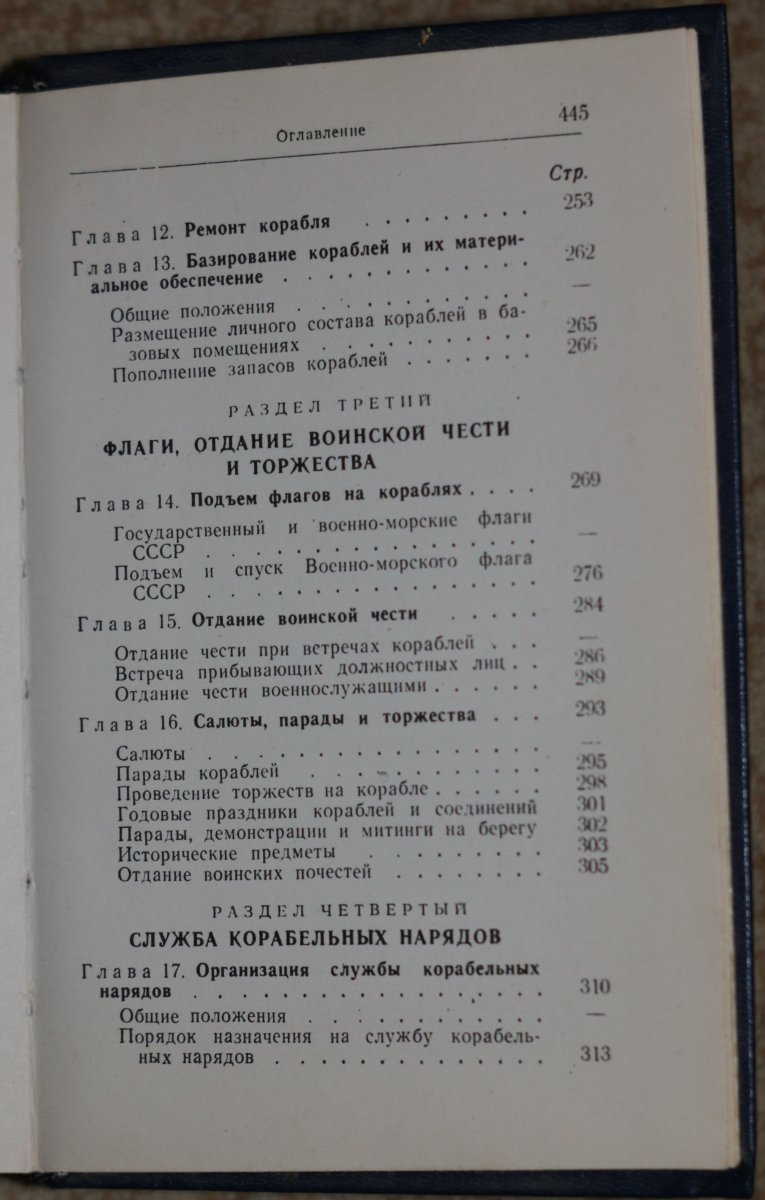 Оглавление 445
Стр.
Глава 12. Ремонт корабля . . . . . . . . . 253
Глава 13. Базирование кораблей и их матери-
альное обеспечение . . . . . . . . . . . . 262
Общие положения . . . . . . . . . . . —
Размещение личного состава кораблей в ба-
зовых помещениях . . . . . . . . . . 265
Пополнение запасов кораблей . . . . . . 266
РАЗДЕЛ ТРЕТИЙ
ФЛАГИ, ОТДАНИЕ ВОИНСКОЙ ЧЕСТИ
И ТОРЖЕСТВА
Глава 14. Подъем флагов на кораблях . . . . 269
Государственный и военно-морские флаги
СССР . . . . . . . . . . . . . . . . —
Подъем и спуск Военно-морского флага
СССР . . . . . . . . . . . . . . . . 276
Глава 15. Отдание воинской чести . . . . . 284
Отдание чести при встречах кораблей . . . —
Встреча прибывающих должностных лиц . . 286
Отдание чести военнослужащими . . . . . . 289
Глава 16. Салюты, парады и торжества . . . 293
Салюты . . . . . . . . . . . . . . . . —
Парады кораблей . . . . . . . . . . . 295
Проведение торжеств на корабле . . . . . . 298
Годовые праздники кораблей и соединений 301
Парады, демонстрации и митинги на берегу 302
Исторические предметы . . . . . . . . 303
Отдание воинских почестей . . . . . . . 305
РАЗДЕЛ ЧЕТВЕРТЫЙ
СЛУЖБА КОРАБЕЛЬНЫХ НАРЯДОВ
Глава 17. Организация службы корабельных
нарядов . . . . . . . . . . . . . . . . . 310
Общие положения . . . . . . . . . . . —
Порядок назначения на службу корабель-
ных нарядов . . . . . . . . . . . . . 313